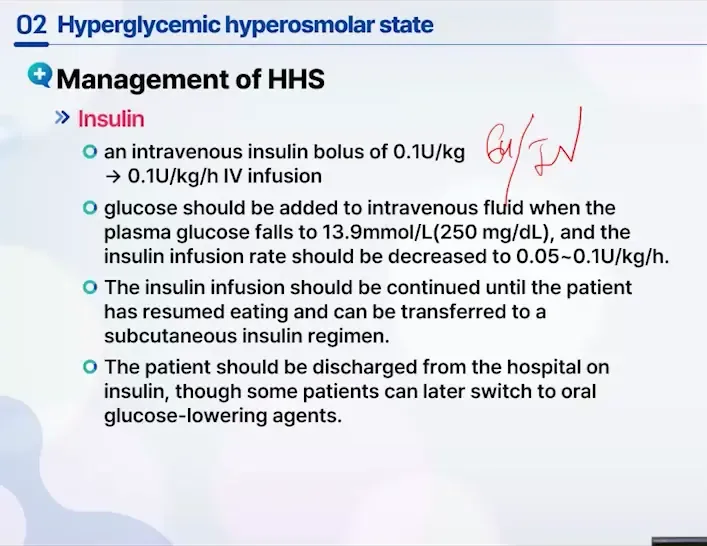 02 Hyperglycemic hyperosmolar state
Management of HHS
Insulin
an intravenous insulin bolus of 0.1U/kg
→ 0.1U/kg/h IV infusion
glucose should be added to intravenous fluid when the
plasma glucose falls to 13.9mmol/L(250 mg/dL), and the
insulin infusion rate should be decreased to 0.05~0.1U/kg/h.
The insulin infusion should be continued until the patient
has resumed eating and can be transferred to a
subcutaneous insulin regimen.
The patient should be discharged from the hospital on
insulin, though some patients can later switch to oral
glucose-lowering agents.